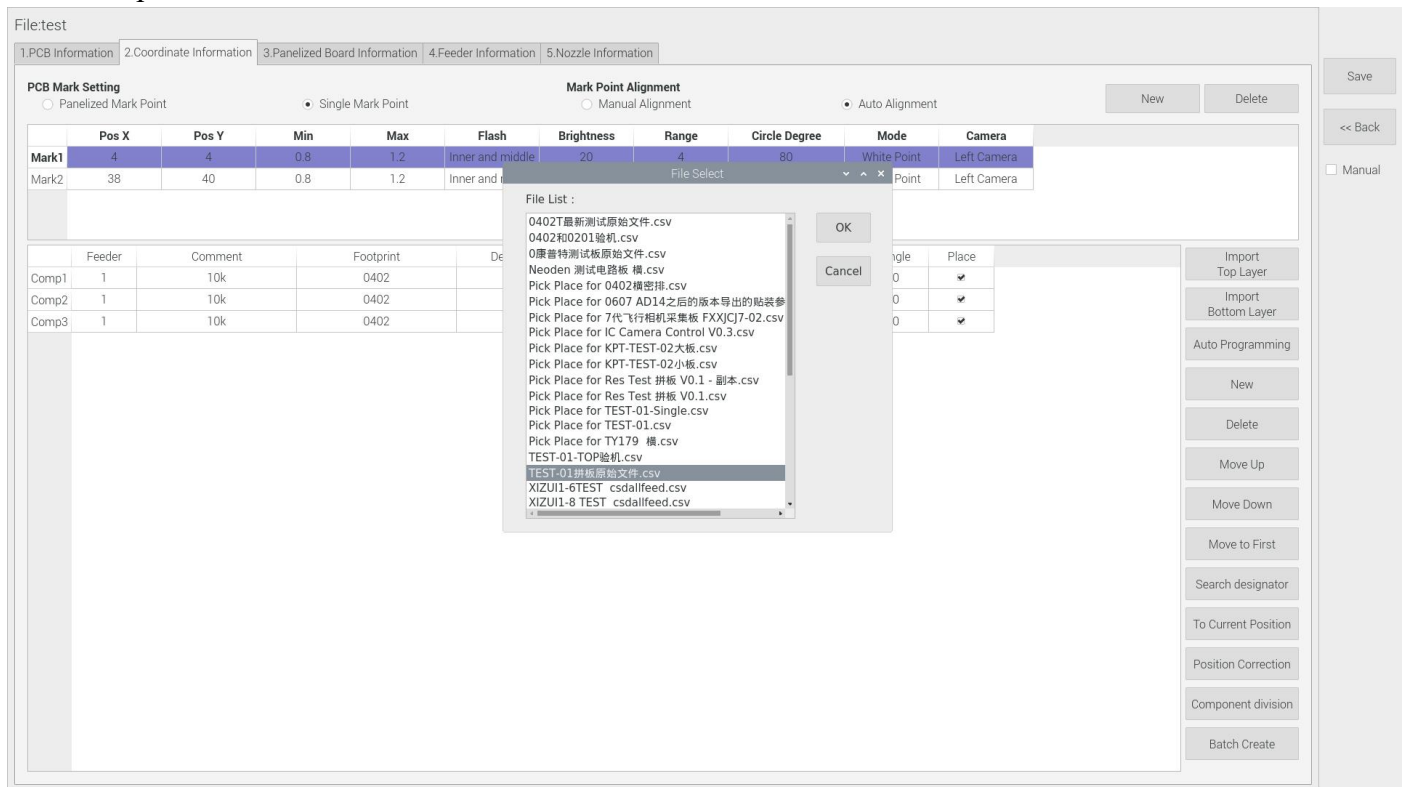 File:test
1.PCB Information 2.Coordinate Information 3.Panelized Board Information 4.Feeder Information 5.Nozzle Information
Save
PCB Mark Setting Mark Point Alignment
Panelized Mark Point Single Mark Point Manual Alignment Auto Alignment New Delete
<< Back
Pos X Pos Y Min Max Flash Brightness Range Circle Degree Mode Camera
Mark1 4 4 0.8 1.2 Inner and middle 20 4 80 White Point Left Camera
Manual
Mark2 38 40 0.8 1.2 Inner and Point Left Camera
File Select
File List :
OK
Cancel
0402T最新测试原始文件.csv
0402和0201验机.csv
0康普特测试板原始文件.csv
Neoden 测试电路板 横.csv
Pick Place for 0402横密排.csv
Pick Place for 0607 AD14之后的版本导出的贴装参
Pick Place for 7代飞行相机采集板 FXXJCJ7-02.csv
Pick Place for IC Camera Control V0.3.csv
Pick Place for KPT-TEST-02大板.csv
Pick Place for KPT-TEST-02小板.csv
Pick Place for Res Test 拼板 V0.1 - 副本.csv
Pick Place for Res Test 拼板 V0.1.csv
Pick Place for TEST-01-Single.csv
Pick Place for TEST-01.csv
Pick Place for TY179 横.csv
TEST-01-TOP验机.csv
TEST-01拼板原始文件.csv
XIZUI1-6TEST csdallfeed.csv
XIZUI1-8 TEST csdallfeed.csv
Feeder Comment Footprint De ngle Place
Comp1 1 10k 0402 0
Comp2 1 10k 0402 0
Comp3 1 10k 0402 0
Import
Top Layer
Import
Bottom Layer
Auto Programming
New
Delete
Move Up
Move Down
Move to First
Search designator
To Current Position
Position Correction
Component division
Batch Create